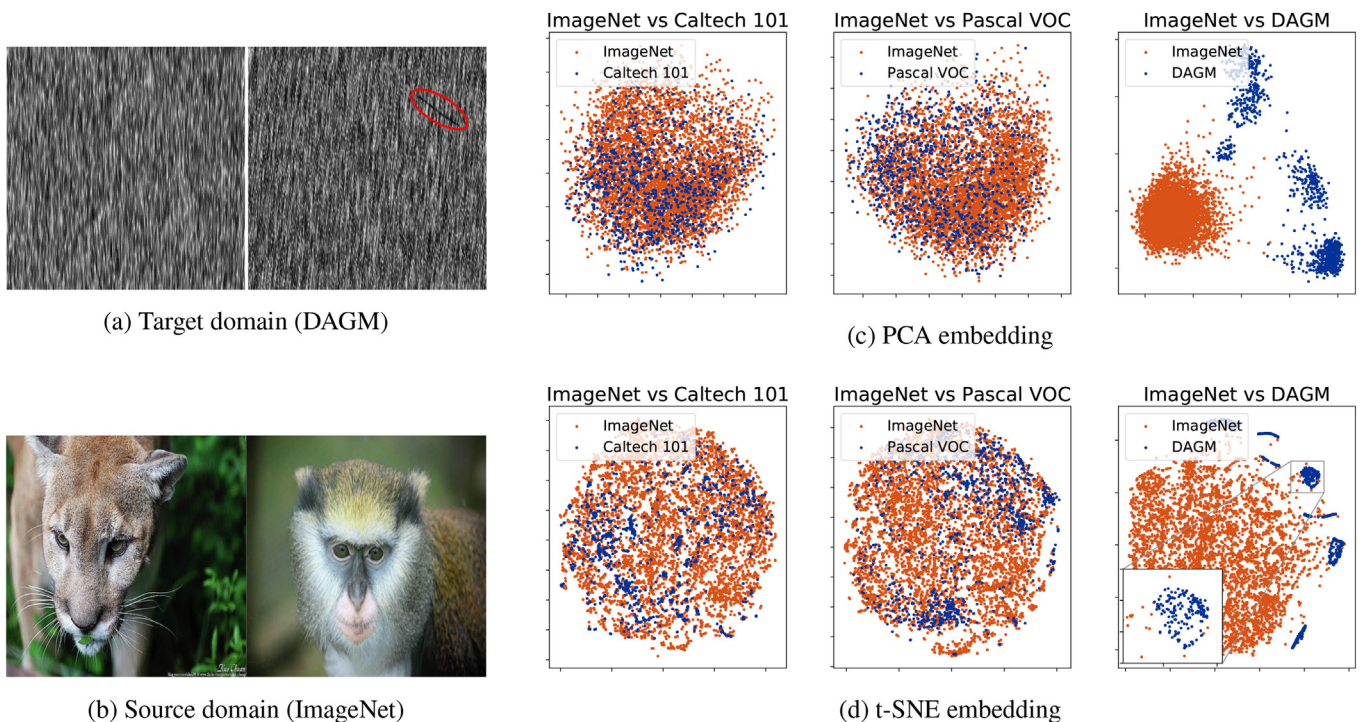 ImageNet vs Caltech 101
ImageNet
Caltech 101
ImageNet vs Pascal VOC
ImageNet
Pascal VOC
ImageNet vs DAGM
ImageNet
DAGM
(a) Target domain (DAGM)
(c) PCA embedding
ImageNet vs Caltech 101
ImageNet
Caltech 101
ImageNet vs Pascal VOC
ImageNet
Pascal VOC
ImageNet vs DAGM
ImageNet
DAGM
(b) Source domain (ImageNet)
(d) t-SNE embedding